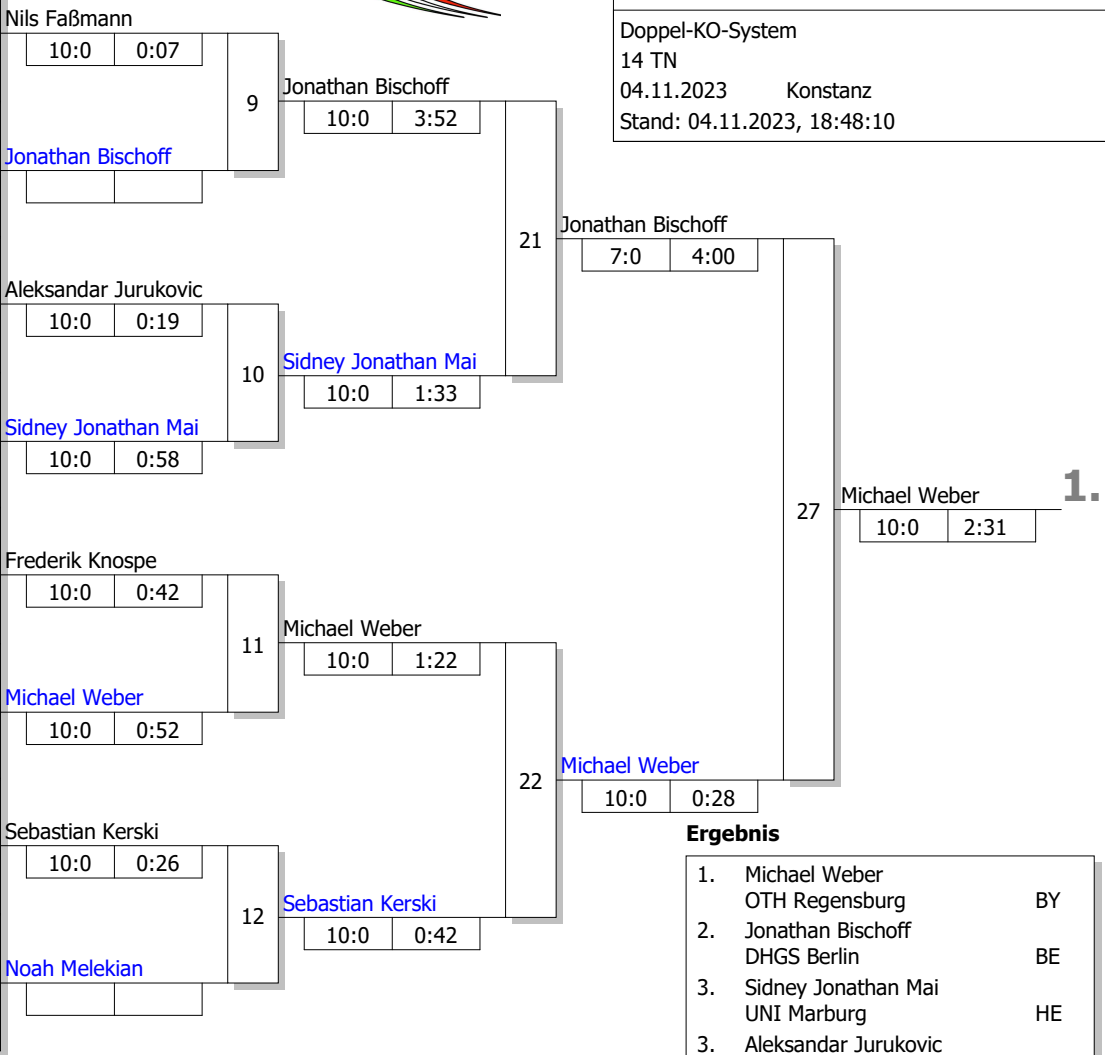 Doppel-KO-System
14 TN
04.11.2023 Konstanz
Stand: 04.11.2023, 18:48:10
Nils Faßmann
10:0 0:07
9
Jonathan Bischoff
10:0 3:52
Jonathan Bischoff
21
Jonathan Bischoff
7:0 4:00
Aleksandar Jurukovic
10:0 0:19
10
Sidney Jonathan Mai
10:0 1:33
Sidney Jonathan Mai
10:0 0:58
27
Michael Weber
10:0 2:31
1.
Frederik Knospe
10:0 0:42
11
Michael Weber
10:0 1:22
Michael Weber
10:0 0:52
22
Michael Weber
10:0 0:28
Sebastian Kerski
10:0 0:26
12
Sebastian Kerski
10:0 0:42
Noah Melekian
Ergebnis
1. Michael Weber
OTH Regensburg BY
2. Jonathan Bischoff
DHGS Berlin BE
3. Sidney Jonathan Mai
UNI Marburg HE
3. Aleksandar Jurukovic